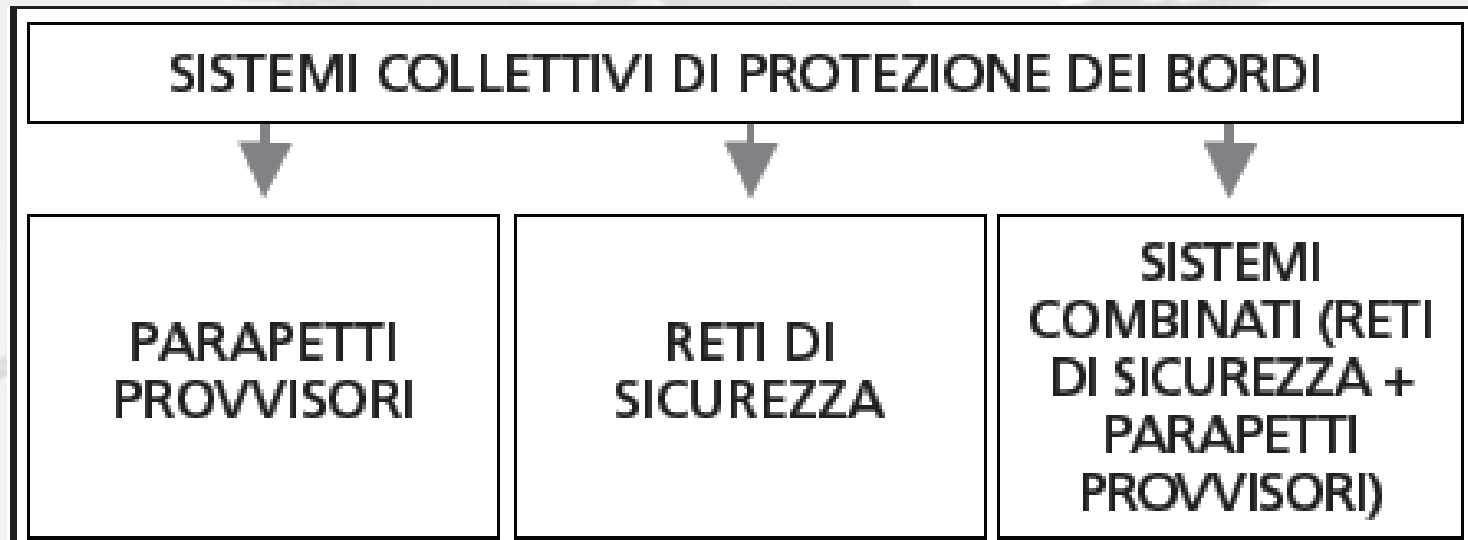 SISTEMI COLLETTIVI DI PROTEZIONE DEI BORDI
PARAPETTI
PROVVISORI
RETI DI
SICUREZZA
SISTEMI
COMBINATI (RETI
DI SICUREZZA +
PARAPETTI
PROVVISORI)